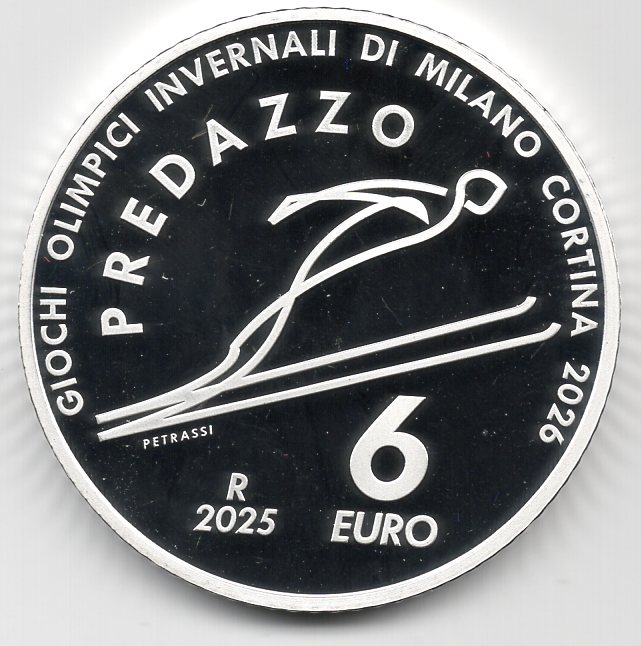 GIOCHI OLIMPICI INVERNALI DI MILANO CORTINA 2026
PREDAZZO
PETRASSI
R
2025
6
EURO